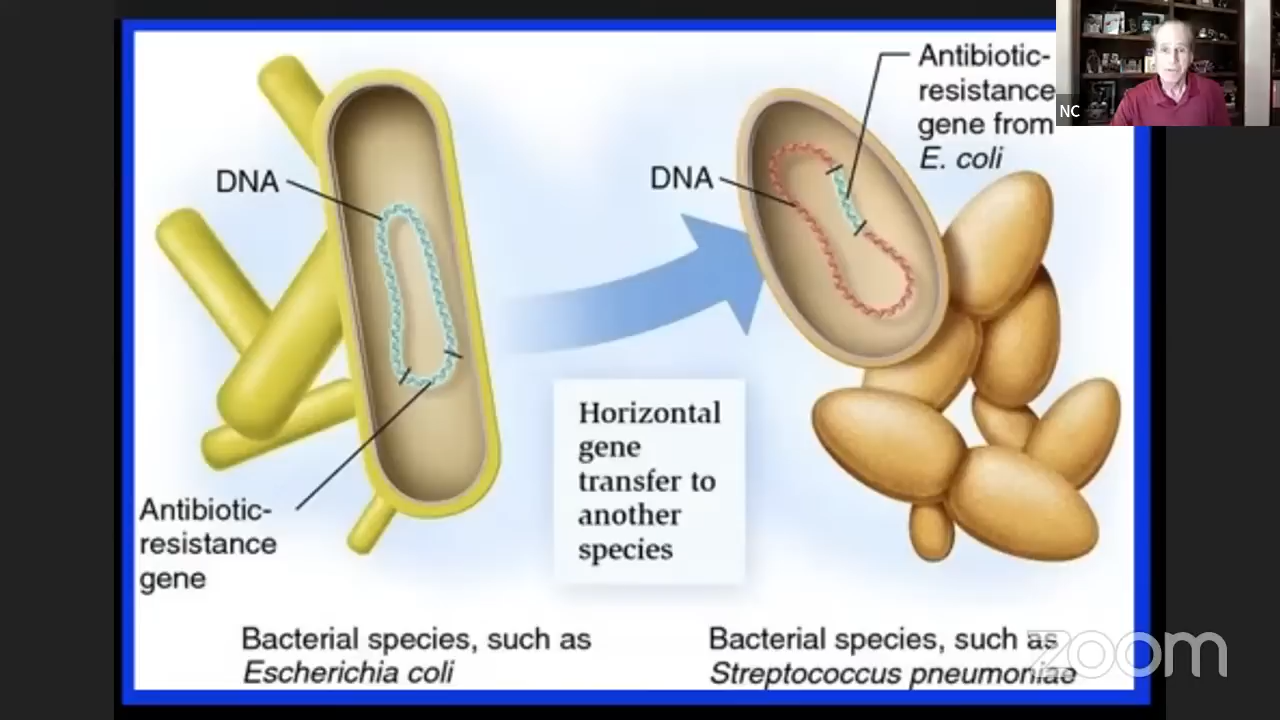 DNA
Antibiotic-
resistance
gene
Bacterial species, such as
Escherichia coli
Horizontal
gene
transfer to
another
species
DNA
Antibiotic-
resistance
gene from
E. coli
Bacterial species, such as
Streptococcus pneumoniae
NC
zoom